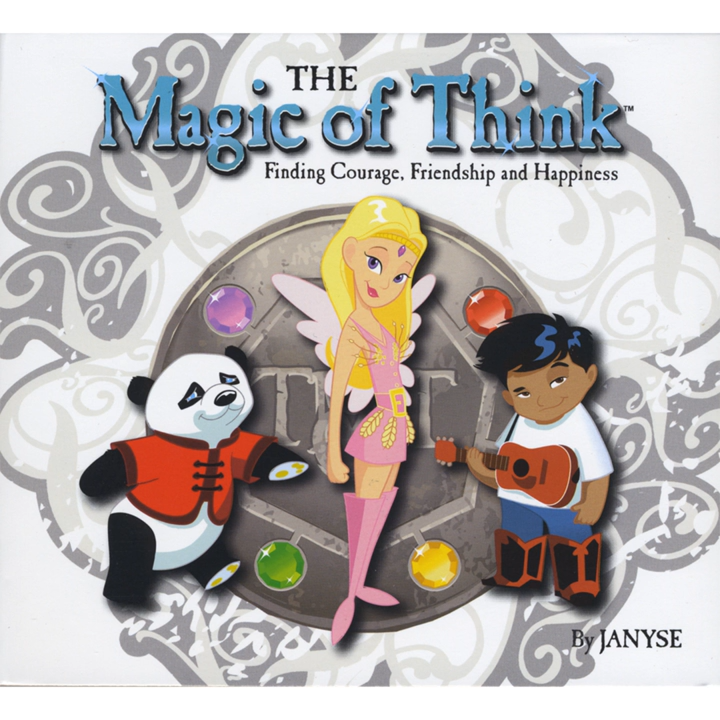 THE
Magic of Think™
Finding Courage, Friendship and Happiness
By JANYSE